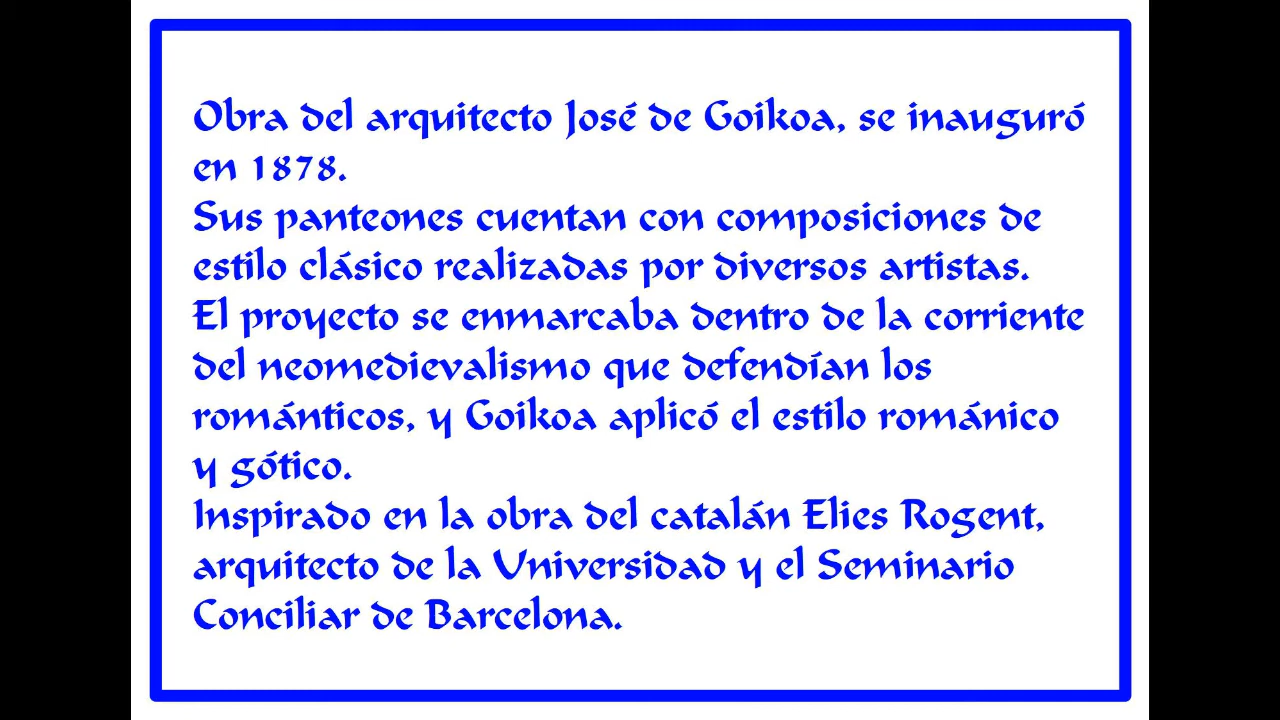 Obra del arquitecto José de Goikoa, se inauguró
en 1878.
Sus panteones cuentan con composiciones de
estilo clásico realizadas por diversos artistas.
El proyecto se enmarcaba dentro de la corriente
del neomedievalismo que defendían los
románticos, y Goikoa aplicó el estilo románico
y gótico.
Inspirado en la obra del catalán Elies Rogent,
arquitecto de la Universidad y el Seminario
Conciliar de Barcelona.